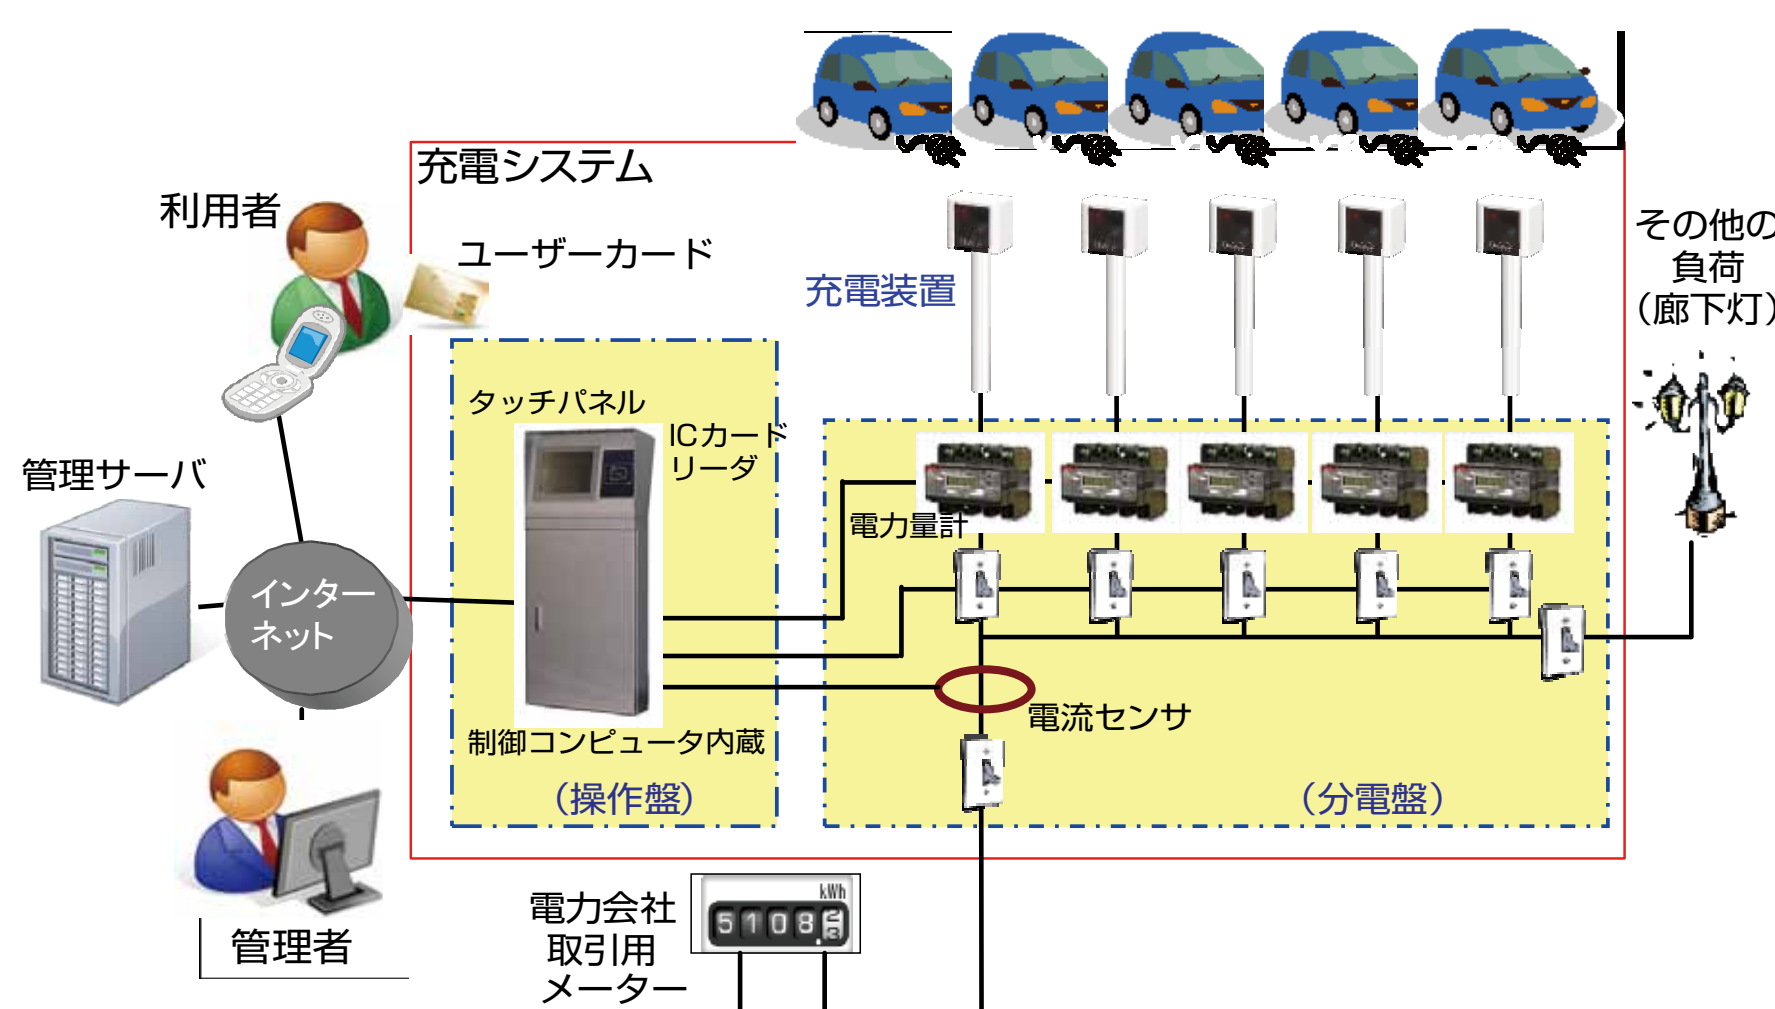 充電システム
利用者
ユーザーカード
充電装置
その他の
負荷
（廊下灯）
タッチパネル
ICカード
リーダ
管理サーバ
電力量計
インター
ネット
電流センサ
制御コンピュータ内蔵
（操作盤）
（分電盤）
管理者
電力会社
取引用
メーター
kWh
5108.
2
3